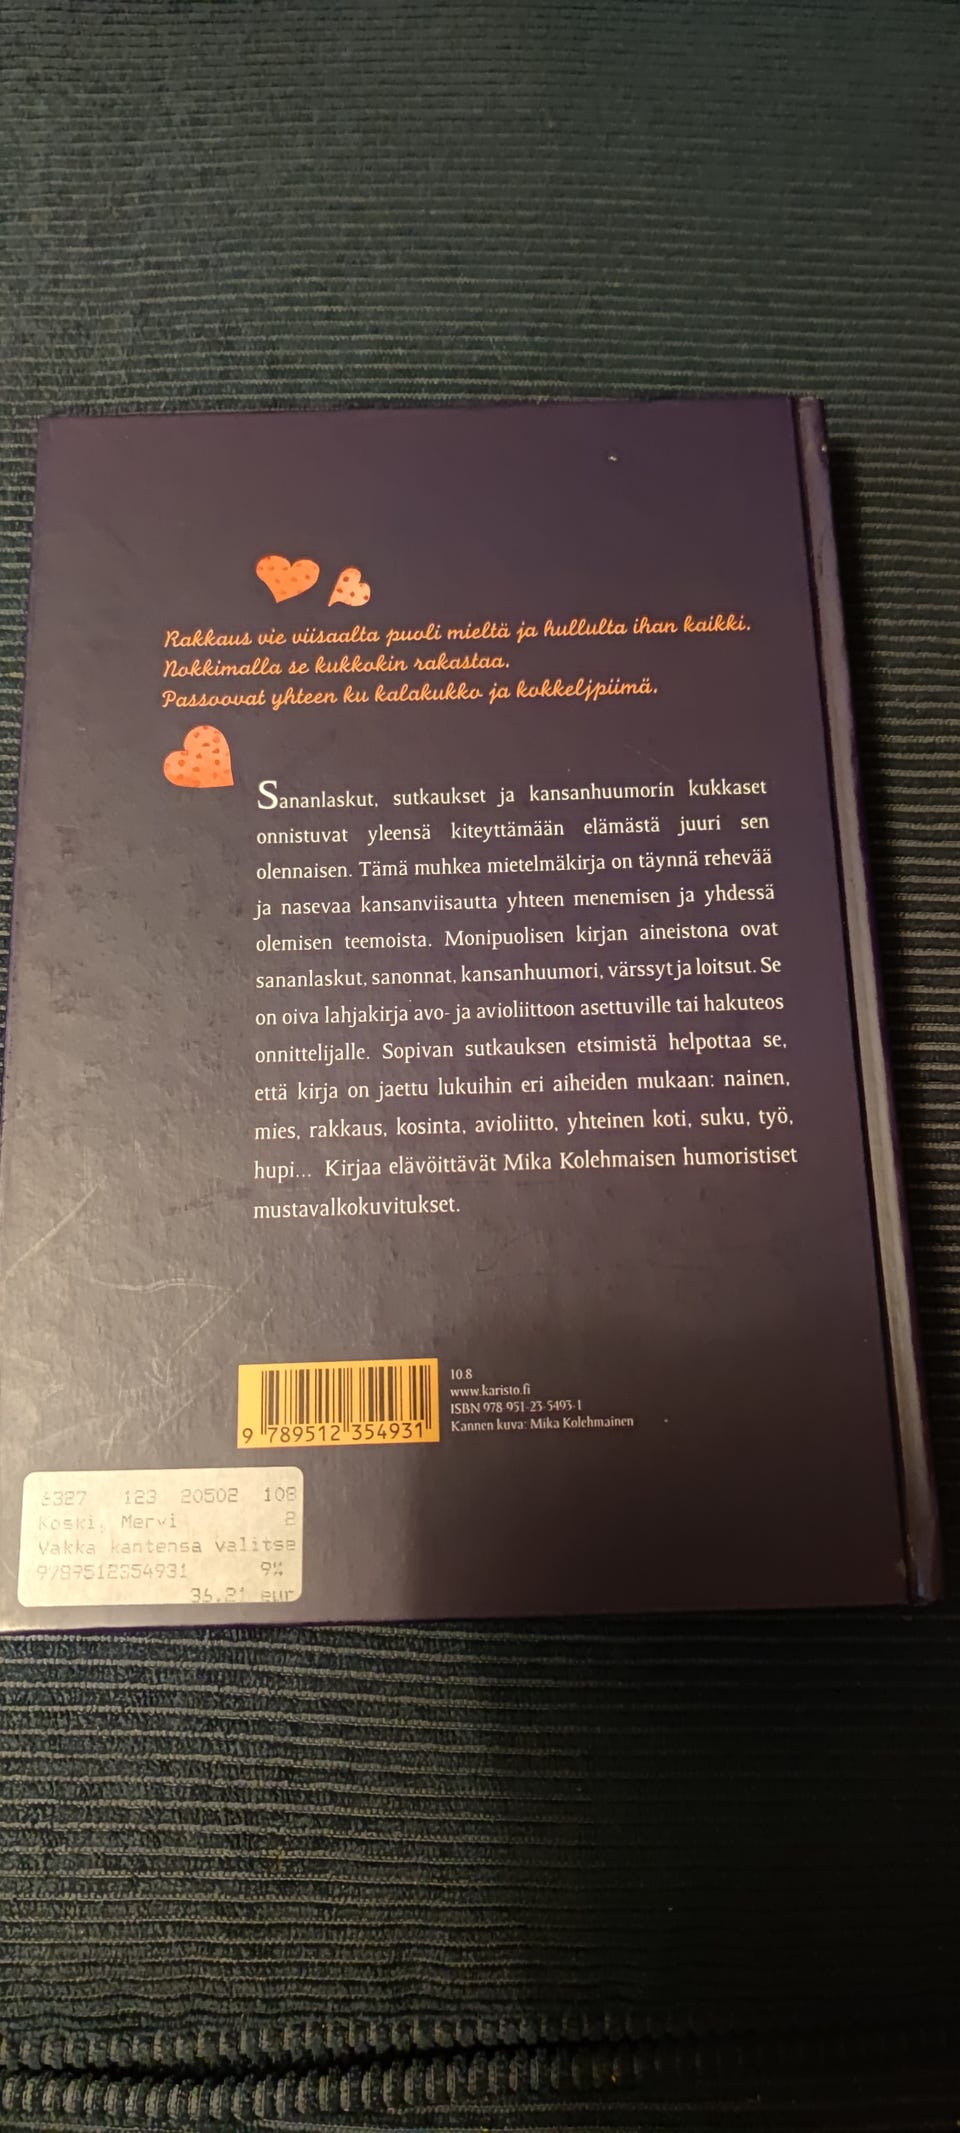 Rakkaus vie viisaalta puoli mieltä ja hullulta ihan kaikki.
Nokkimalla se kukkokin rakastaa.
Passoovat yhteen ku kalakukko ja kokkeljpiimä.
Sananlaskut, sutkaukset ja kansanhuumorin kukkaset
onnistuvat yleensä kiteyttämään elämästä juuri sen
olennaisen. Tämä muhkea mietelmäkirja on täynnä rehevää
ja nasevaa kansanviisautta yhteen menemisen ja yhdessä
olemisen teemoista. Monipuolisen kirjan aineistona ovat
sananlaskut, sanonnat, kansanhuumori, värssyt ja loitsut. Se
on oiva lahjakirja avo- ja avioliittoon asettuville tai hakuteos
onnittelijalle. Sopivan sutkauksen etsimistä helpottaa se,
että kirja on jaettu lukuihin eri aiheiden mukaan: nainen,
mies, rakkaus, kosinta, avioliitto, yhteinen koti, suku, työ,
hupi... Kirjaa elävöittävät Mika Kolehmaisen humoristiset
mustavalkokuvitukset.
10.8
www.karisto.fi
ISBN 978-951-23-5493-1
Kannen kuva: Mika Kolehmainen
9 789512 354931
123 20502 108
Koski, Mervi 2
Vakka kantensa valitse
9789512354931 9%
36.21 eur